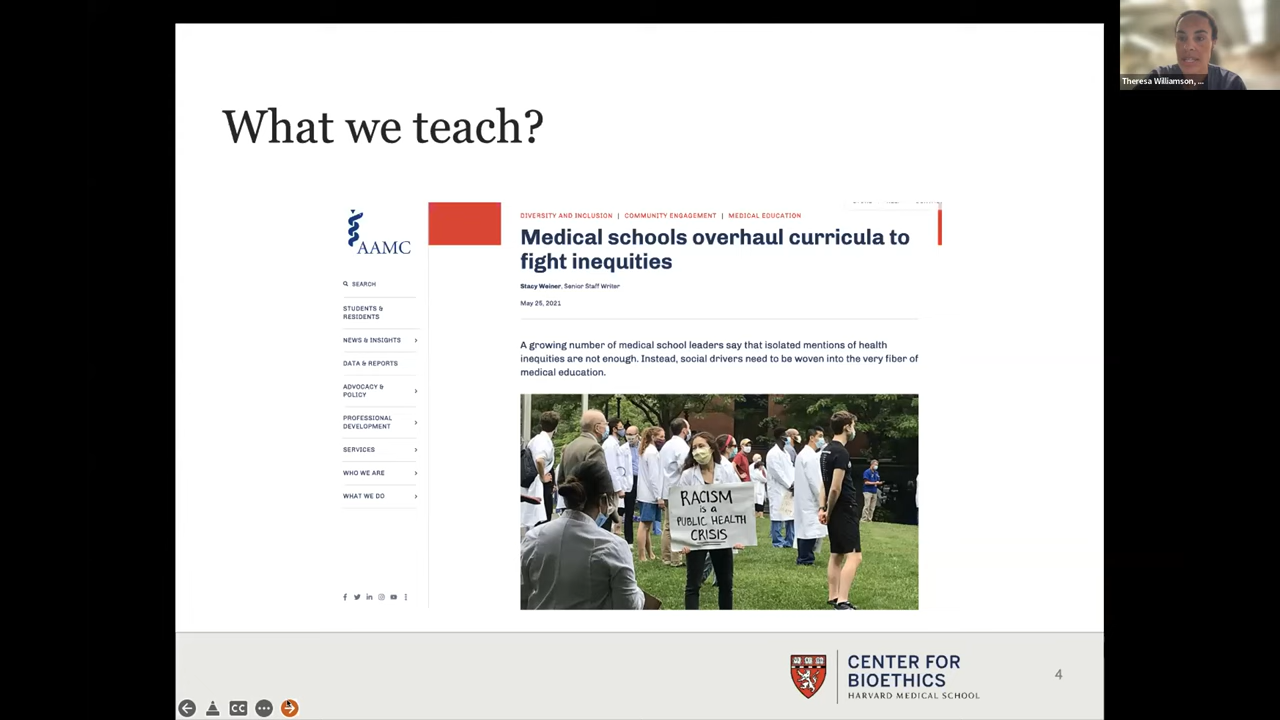 Theresa Williamson, ...
What we teach?
AAMC
SEARCH
STUDENTS &
RESIDENTS
NEWS & INSIGHTS
DATA & REPORTS
ADVOCACY &
POLICY
PROFESSIONAL
DEVELOPMENT
SERVICES
WHO WE ARE
WHAT WE DO
DIVERSITY AND INCLUSION | COMMUNITY ENGAGEMENT | MEDICAL EDUCATION
Medical schools overhaul curricula to
fight inequities
Stacy Weiner, Senior Staff Writer
May 25, 2021
A growing number of medical school leaders say that isolated mentions of health
inequities are not enough. Instead, social drivers need to be woven into the very fiber of
medical education.
RACISM
is a
PUBLIC HEALTH
CRISIS
CENTER FOR
BIOETHICS
HARVARD MEDICAL SCHOOL
4
CC